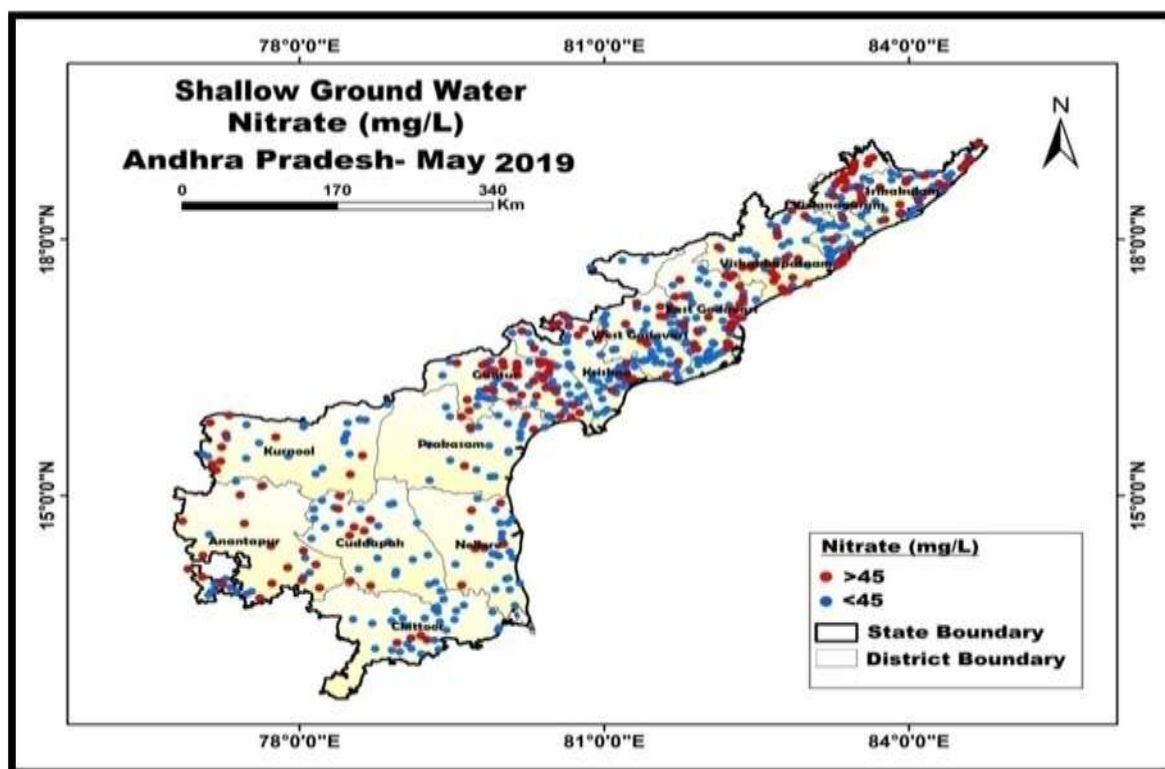 78°0'0"E
81°0'0"E
84°0'0"E
Shallow Ground Water
Nitrate (mg/L)
Andhra Pradesh- May 2019
0
170
340
Km
N
18°0'0"N
18°0'0"N
Vishakhapatnam
East Godavari
West Godavari
Krishna
Guntur
Prakasam
Kurnool
15°0'0"N
15°0'0"N
Anantapur
Cuddapah
Nellore
Chittoor
Nitrate (mg/L)
>45
<45
State Boundary
District Boundary
78°0'0"E
81°0'0"E
84°0'0"E